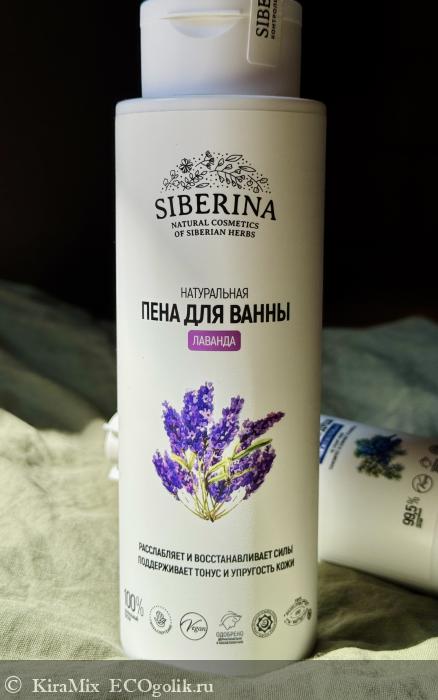 SIBERINA
SIBERINA
NATURAL COSMETICS
OF SIBERIAN HERBS
НАТУРАЛЬНАЯ
ПЕНА ДЛЯ ВАННЫ
ЛАВАНДА
РАССЛАБЛЯЕТ И ВОССТАНАВЛИВАЕТ СИЛЫ
ПОДДЕРЖИВАЕТ ТОНУС И УПРУГОСТЬ КОЖИ
100%
Vegan
ОДОБРЕНО
99,5%
© KiraMix ECOgolik.ru